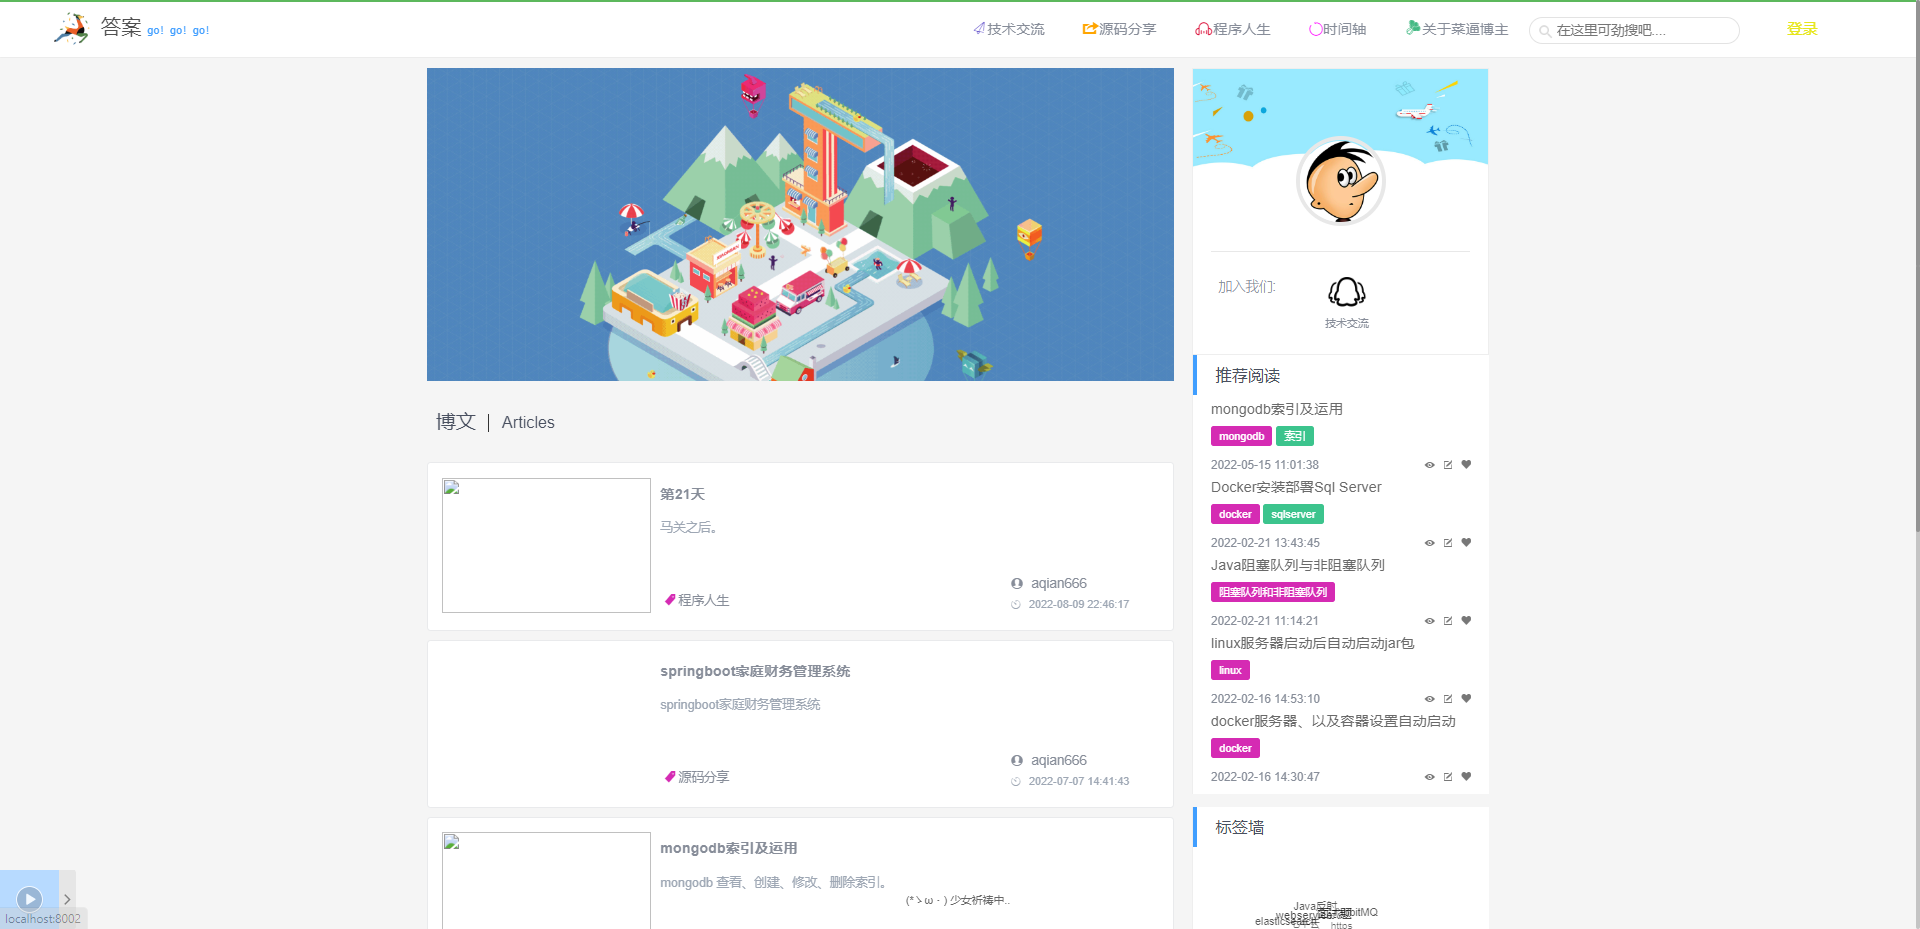 答案 go! go! go!
技术交流
源码分享
程序人生
时间轴
关于菜逼博主
在这里可劲搜吧....
登录
博文 | Articles
第21天
马关之后。
程序人生
aqian666
2022-08-09 22:46:17
springboot家庭财务管理系统
springboot家庭财务管理系统
源码分享
aqian666
2022-07-07 14:41:43
mongodb索引及运用
mongodb 查看、创建、修改、删除索引。
(*ゝω・) 少女祈祷中..
加入我们:
技术交流
推荐阅读
mongodb索引及运用
mongodb 索引
2022-05-15 11:01:38
Docker安装部署Sql Server
docker sqlserver
2022-02-21 13:43:45
Java阻塞队列与非阻塞队列
阻塞队列和非阻塞队列
2022-02-21 11:14:21
linux服务器启动后自动启动jar包
linux
2022-02-16 14:53:10
docker服务器、以及容器设置自动启动
docker
2022-02-16 14:30:47
标签墙
Java反射
webservice
面试题
elasticsearch
https
localhost:8002